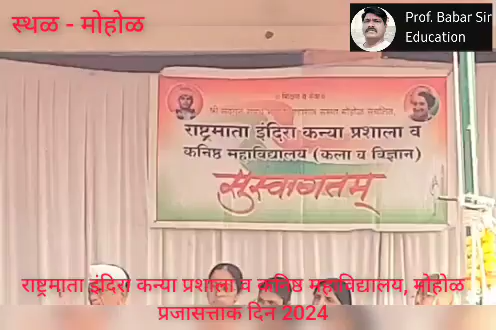 स्थळ - मोहोळ
Prof. Babar Sir
Education
राष्ट्रमाता इंदिरा कन्या प्रशाला व
कनिष्ठ महाविद्यालय (कला व विज्ञान)
सुस्वागतम्
राष्ट्रमाता इंदिरा कन्या प्रशाला व कनिष्ठ महाविद्यालय, मोहोळ
प्रजासत्ताक दिन 2024